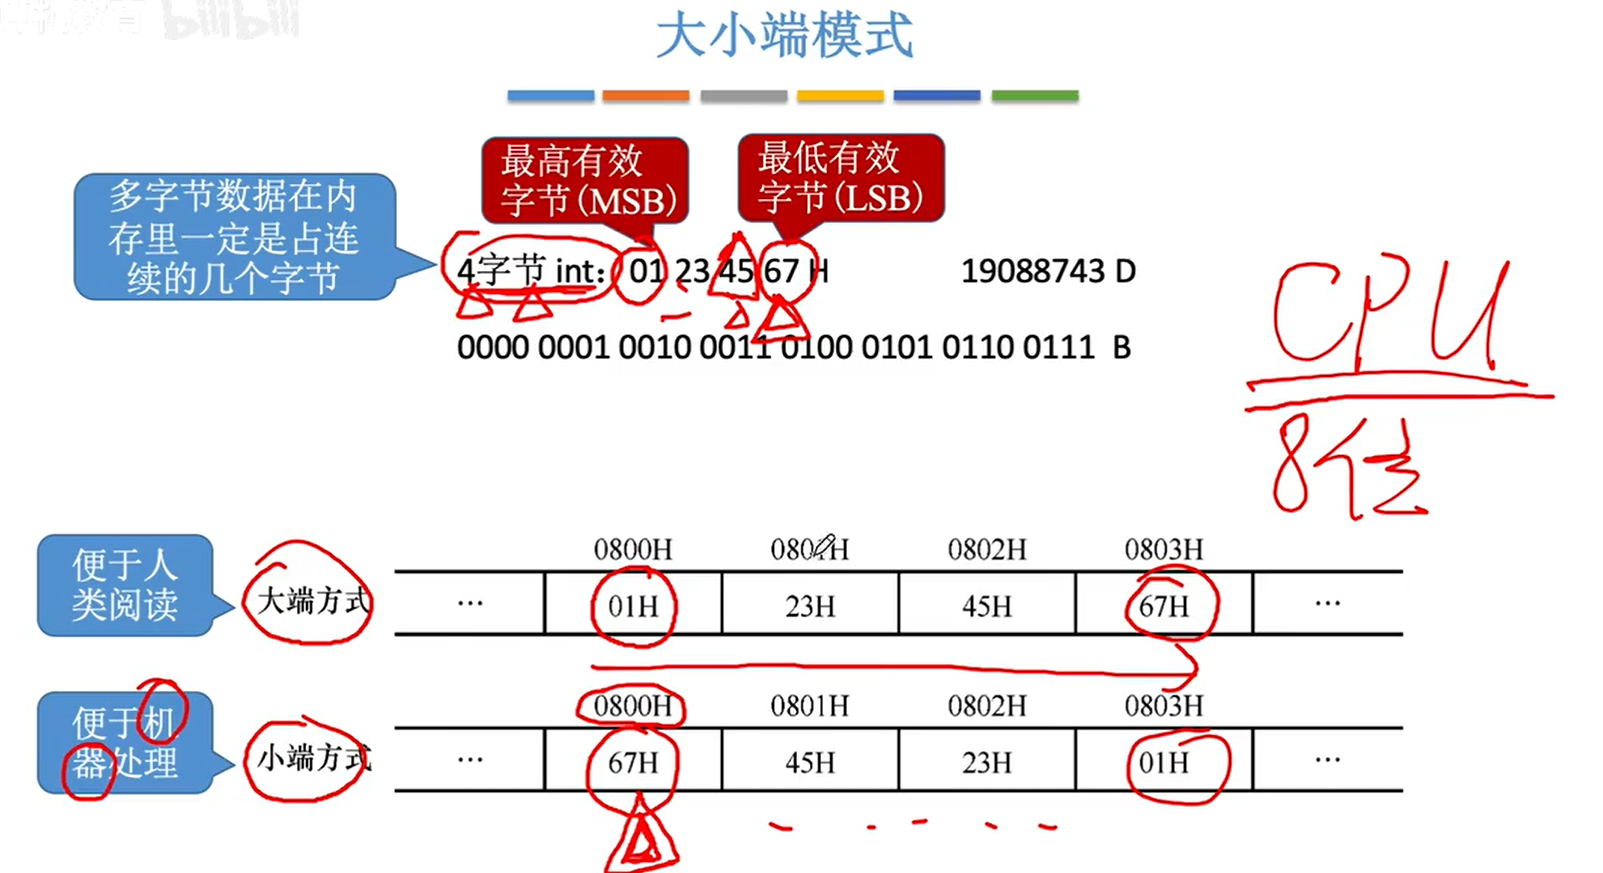 bilibili
大小端模式
最高有效
字节(MSB)
最低有效
字节(LSB)
多字节数据在内
存里一定是占连
续的几个字节
4字节 int：01 23 45 67 H
19088743 D
0000 0001 0010 0011 0100 0101 0110 0111 B
CPU
8位
便于人
类阅读
大端方式
0800H 0801H 0802H 0803H
… 01H 23H 45H 67H …
便于机
器处理
小端方式
0800H 0801H 0802H 0803H
… 67H 45H 23H 01H …